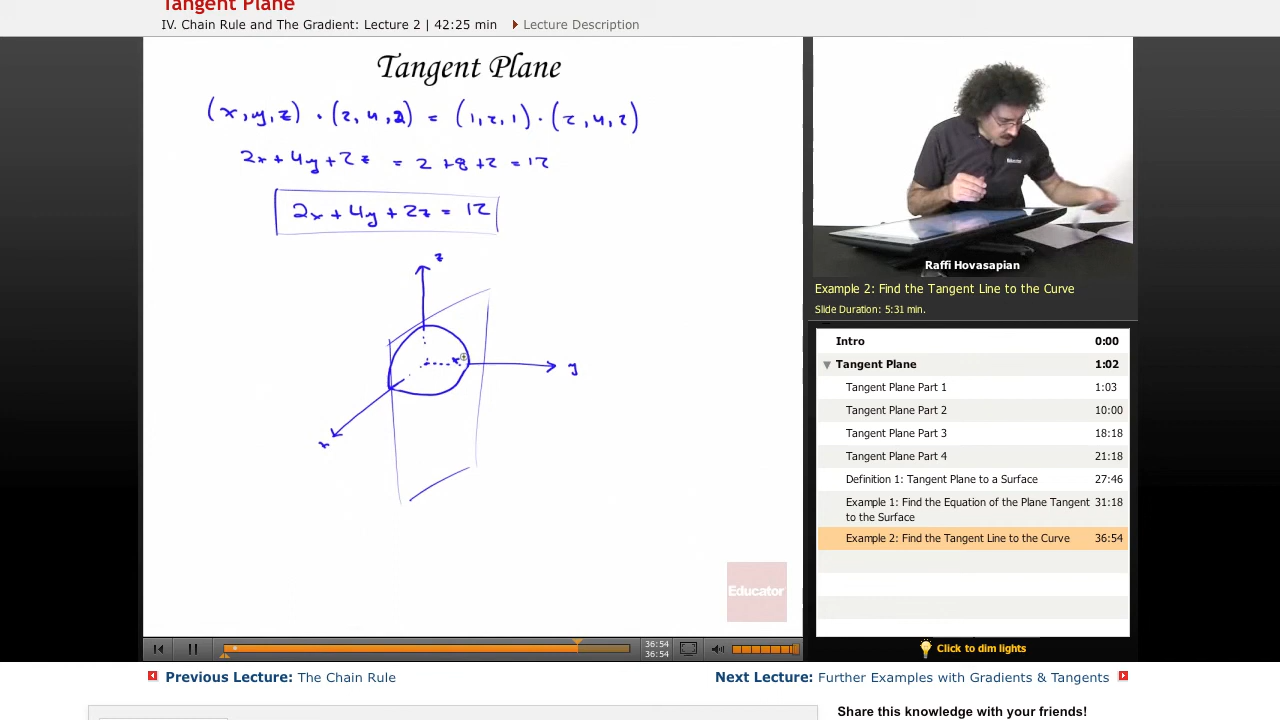 Tangent Plane
IV. Chain Rule and The Gradient: Lecture 2 | 42:25 min
Lecture Description
Tangent Plane
(x, y, z) · (2, 4, 2) = (1, 2, 1) · (2, 4, 2)
2x + 4y + 2z = 2 + 8 + 2 = 12
2x + 4y + 2z = 12
z
y
x
x
Educator
Educator
Raffi Hovasapian
Example 2: Find the Tangent Line to the Curve
Slide Duration: 5:31 min.
Intro 0:00
Tangent Plane 1:02
Tangent Plane Part 1 1:03
Tangent Plane Part 2 10:00
Tangent Plane Part 3 18:18
Tangent Plane Part 4 21:18
Definition 1: Tangent Plane to a Surface 27:46
Example 1: Find the Equation of the Plane Tangent 31:18
to the Surface
Example 2: Find the Tangent Line to the Curve 36:54
36:54
36:54
Click to dim lights
Previous Lecture: The Chain Rule
Next Lecture: Further Examples with Gradients & Tangents
Share this knowledge with your friends!